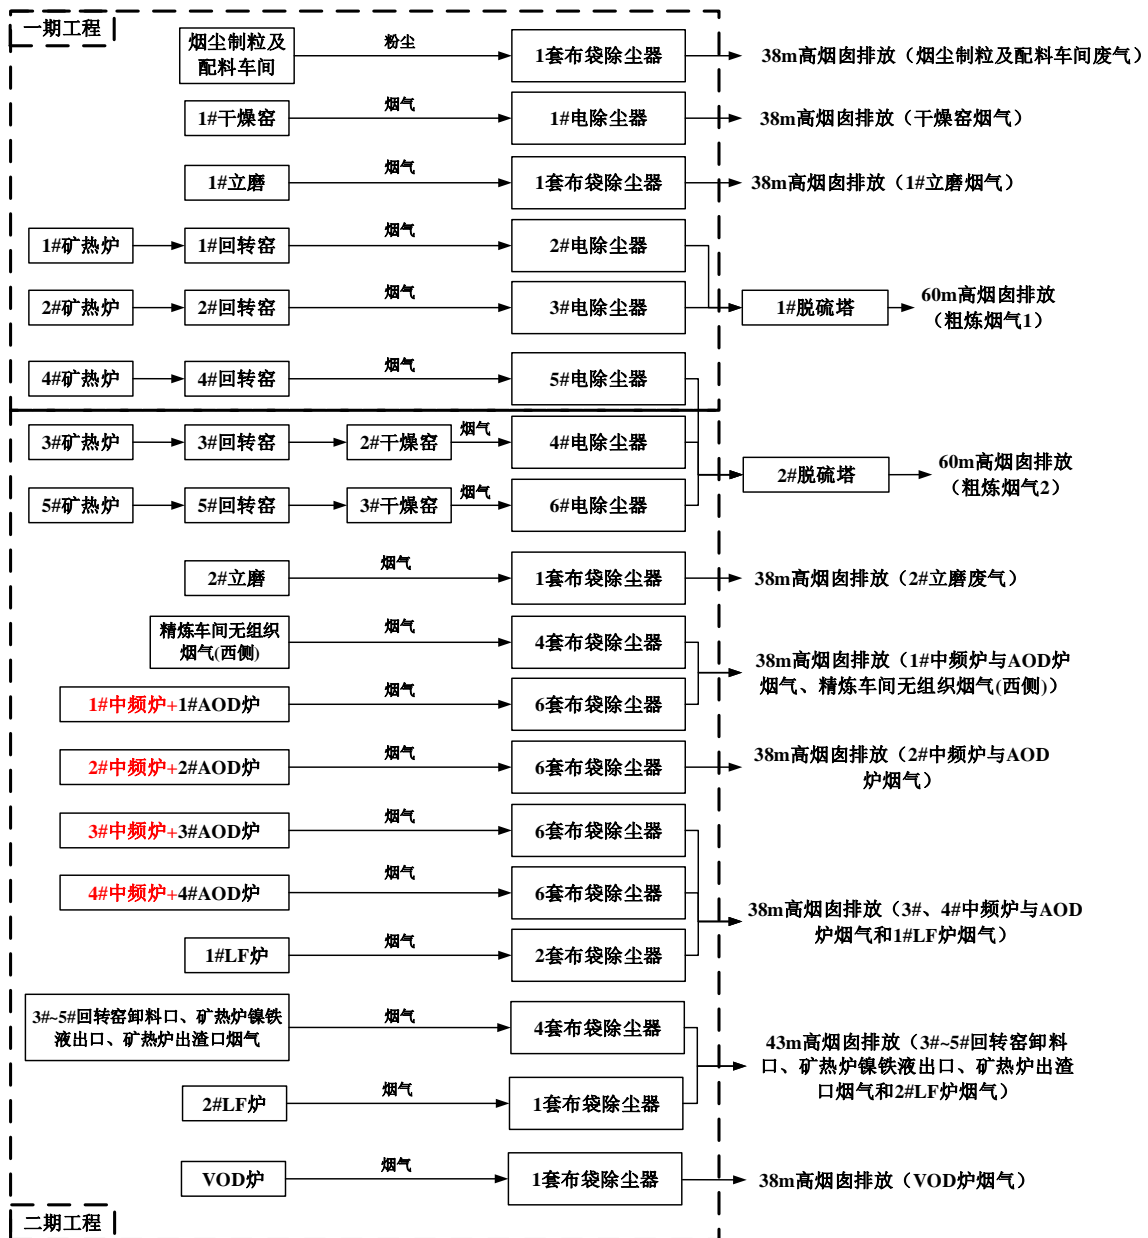 一期工程
烟尘制粒及
配料车间
粉尘
1套布袋除尘器
38m高烟囱排放（烟尘制粒及配料车间废气）
1#干燥窑
烟气
1#电除尘器
38m高烟囱排放（干燥窑烟气）
1#立磨
烟气
1套布袋除尘器
38m高烟囱排放（1#立磨烟气）
1#矿热炉
1#回转窑
烟气
2#电除尘器
2#矿热炉
2#回转窑
烟气
3#电除尘器
1#脱硫塔
60m高烟囱排放
（粗炼烟气1）
4#矿热炉
4#回转窑
烟气
5#电除尘器
3#矿热炉
3#回转窑
2#干燥窑
烟气
4#电除尘器
2#脱硫塔
60m高烟囱排放
（粗炼烟气2）
5#矿热炉
5#回转窑
3#干燥窑
烟气
6#电除尘器
2#立磨
烟气
1套布袋除尘器
38m高烟囱排放（2#立磨废气）
精炼车间无组织
烟气(西侧)
烟气
4套布袋除尘器
38m高烟囱排放（1#中频炉与AOD炉
烟气、精炼车间无组织烟气(西侧)）
1#中频炉+1#AOD炉
烟气
6套布袋除尘器
2#中频炉+2#AOD炉
烟气
6套布袋除尘器
38m高烟囱排放（2#中频炉与AOD
炉烟气）
3#中频炉+3#AOD炉
烟气
6套布袋除尘器
4#中频炉+4#AOD炉
烟气
6套布袋除尘器
38m高烟囱排放（3#、4#中频炉与AOD
炉烟气和1#LF炉烟气）
1#LF炉
烟气
2套布袋除尘器
3#~5#回转窑卸料口、矿热炉镍铁
液出口、矿热炉出渣口烟气
烟气
4套布袋除尘器
43m高烟囱排放（3#~5#回转窑卸料
口、矿热炉镍铁液出口、矿热炉出渣
口烟气和2#LF炉烟气）
2#LF炉
烟气
1套布袋除尘器
VOD炉
烟气
1套布袋除尘器
38m高烟囱排放（VOD炉烟气）
二期工程